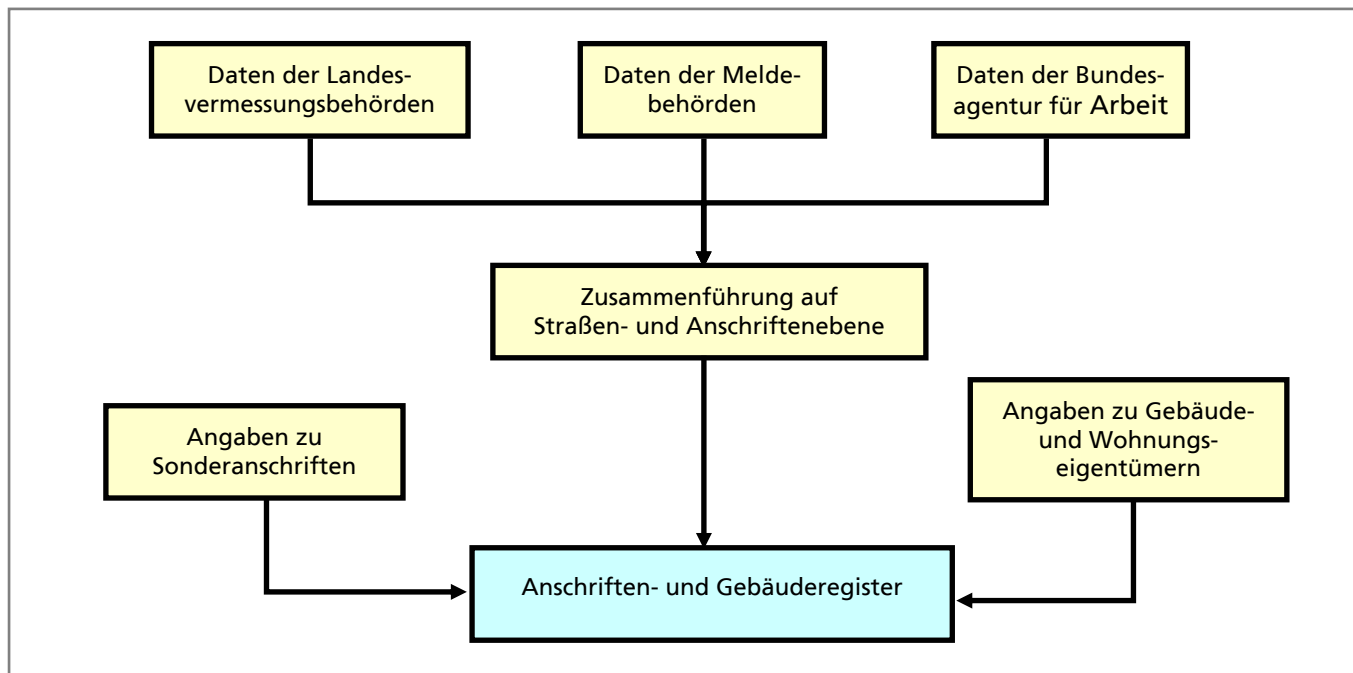 Daten der Landes-
vermessungsbehörden
Daten der Melde-
behörden
Daten der Bundes-
agentur für Arbeit
Zusammenführung auf
Straßen- und Anschriftenebene
Angaben zu
Sonderanschriften
Angaben zu Gebäude-
und Wohnungs-
eigentümern
Anschriften- und Gebäuderegister